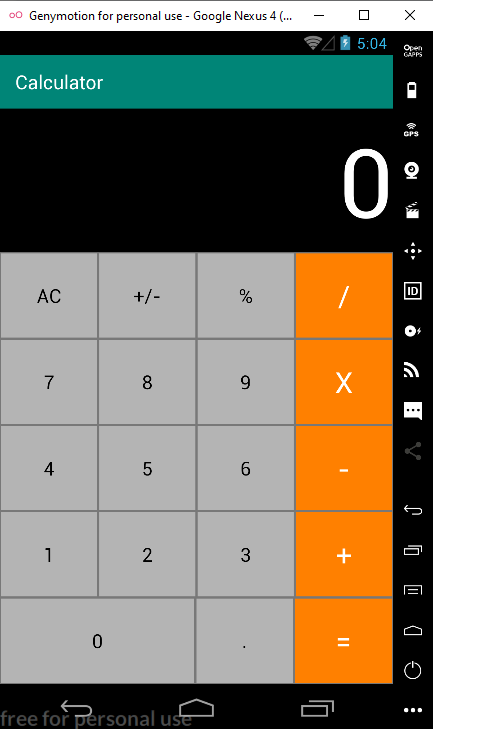 Genymotion for personal use - Google Nexus 4 (...
5:04
Open
GAPPS
Calculator
GPS
0
ID
AC +/- % /
7 8 9 X
4 5 6 -
1 2 3 +
0 . =
free for personal use